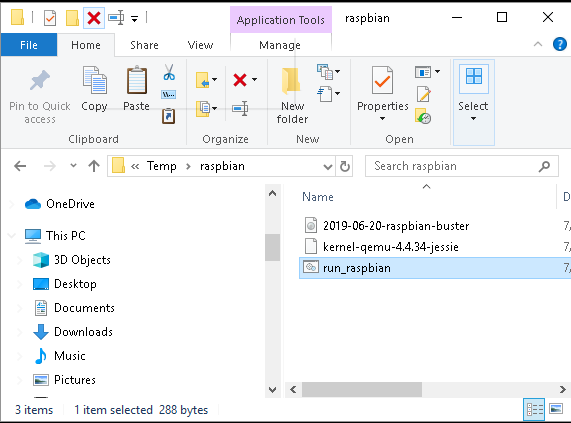 Application Tools raspbian
File Home Share View Manage
Pin to Quick access
Copy
Paste
New folder
Properties
Select
Clipboard Organize New Open
« Temp › raspbian
Search raspbian
OneDrive
This PC
3D Objects
Desktop
Documents
Downloads
Music
Pictures
Name D
2019-06-20-raspbian-buster 7/
kernel-qemu-4.4.34-jessie 7/
run_raspbian 7/
3 items 1 item selected 288 bytes